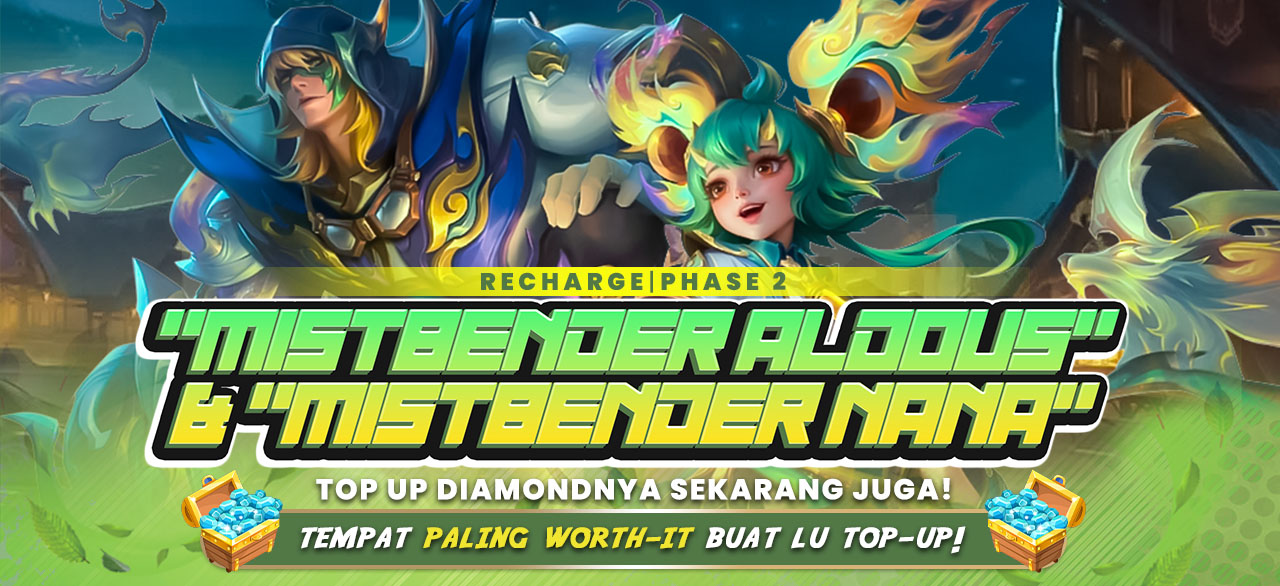 RECHARGE|PHASE 2
"MISTBENDER ALDOUS"
& "MISTBENDER NANA"
TOP UP DIAMONDNYA SEKARANG JUGA!
TEMPAT PALING WORTH-IT BUAT LU TOP-UP!